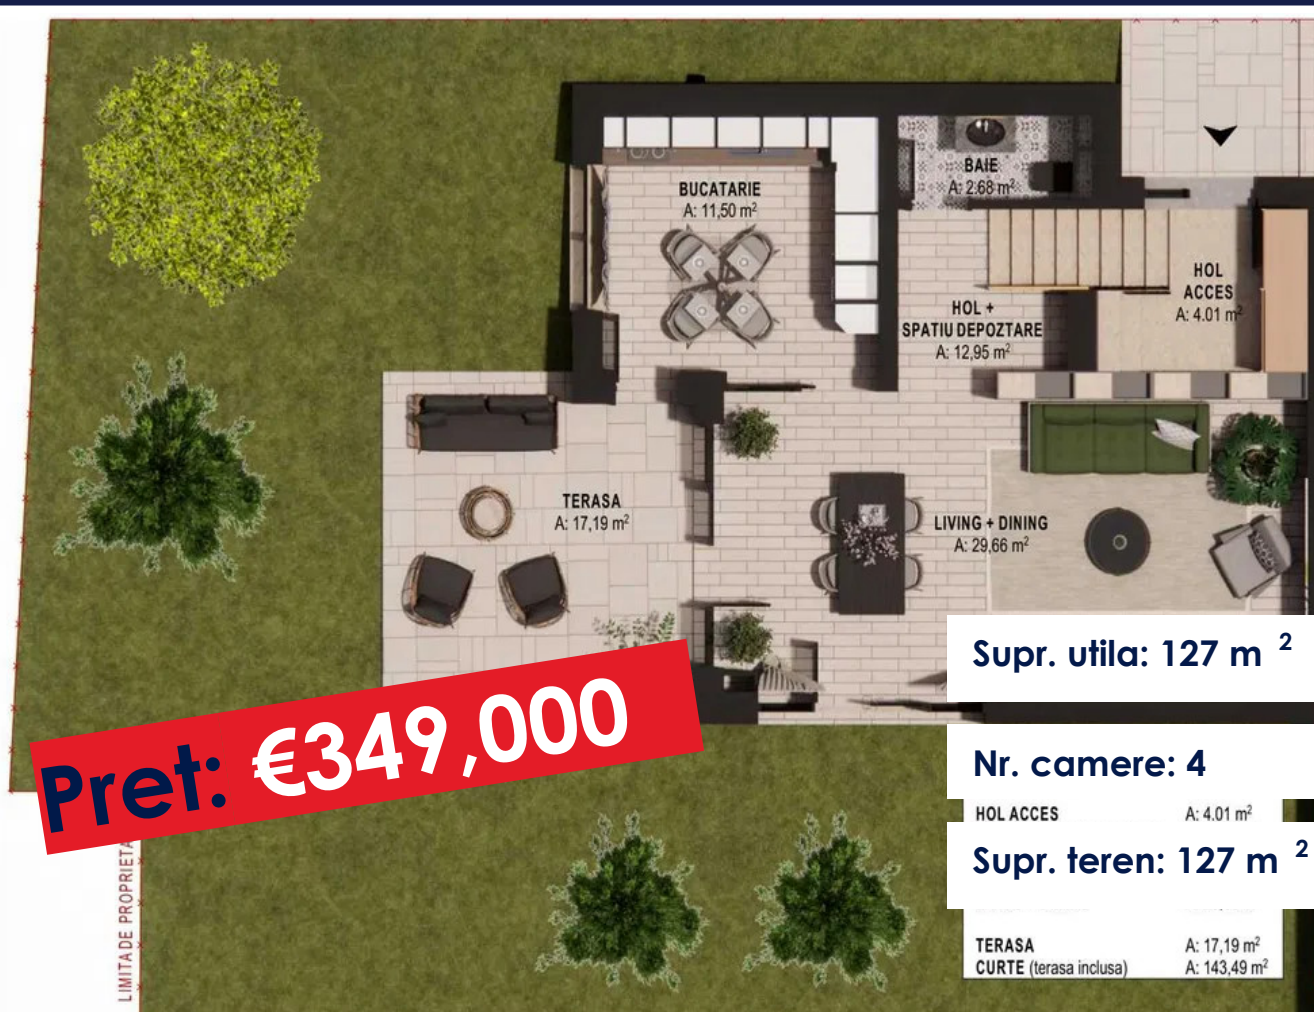 BAIE
A: 2.68 m²
BUCATARIE
A: 11,50 m²
HOL
ACCES
A: 4.01 m²
HOL +
SPATIU DEPOZTARE
A: 12,95 m²
TERASA
A: 17,19 m²
LIVING + DINING
A: 29,66 m²
Supr. utila: 127 m ²
Pret: €349,000
Nr. camere: 4
HOL ACCES A: 4.01 m²
Supr. teren: 127 m ²
TERASA A: 17,19 m²
CURTE (terasa inclusa) A: 143,49 m²
LIMITA DE PROPRIETA